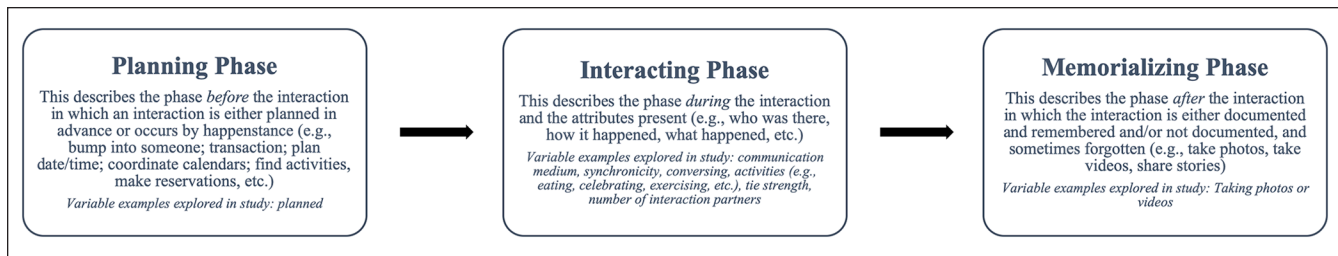 Planning Phase
This describes the phase before the interaction
in which an interaction is either planned in
advance or occurs by happenstance (e.g.,
bump into someone; transaction; plan
date/time; coordinate calendars; find activities,
make reservations, etc.)
Variable examples explored in study: planned
Interacting Phase
This describes the phase during the interaction
and the attributes present (e.g., who was there,
how it happened, what happened, etc.)
Variable examples explored in study: communication
medium, synchronicity, conversing, activities (e.g.,
eating, celebrating, exercising, etc.), tie strength,
number of interaction partners
Memorializing Phase
This describes the phase after the interaction
in which the interaction is either documented
and remembered and/or not documented, and
sometimes forgotten (e.g., take photos, take
videos, share stories)
Variable examples explored in study: Taking photos or
videos